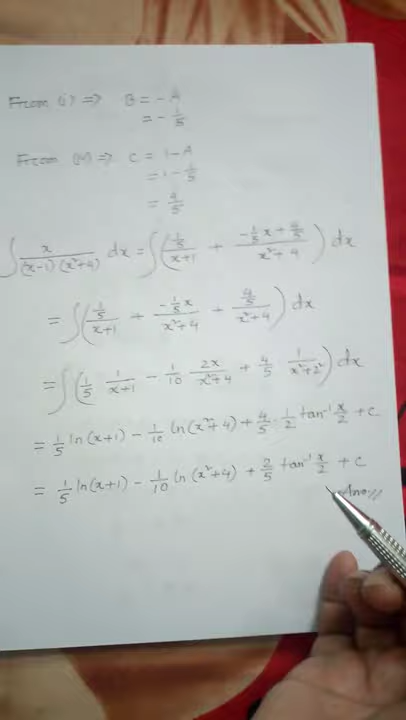 From (i) => B = -A
= -1/5
From (ii) => C = 1-A
= 1 - 1/5
= 4/5
∫ x/((x-1)(x²+4)) dx = ∫( (1/5)/(x+1) + (-1/5 x + 4/5)/(x²+4) ) dx
= ∫( (1/5)/(x+1) + (-1/5 x)/(x²+4) + (4/5)/(x²+4) ) dx
= ∫( 1/5 1/(x+1) - 1/10 2x/(x²+4) + 4/5 1/(x²+2²) ) dx
= 1/5 ln(x+1) - 1/10 ln(x²+4) + 4/5 · 1/2 tan⁻¹ x/2 + c
= 1/5 ln(x+1) - 1/10 ln(x²+4) + 2/5 tan⁻¹ x/2 + c
Ans //